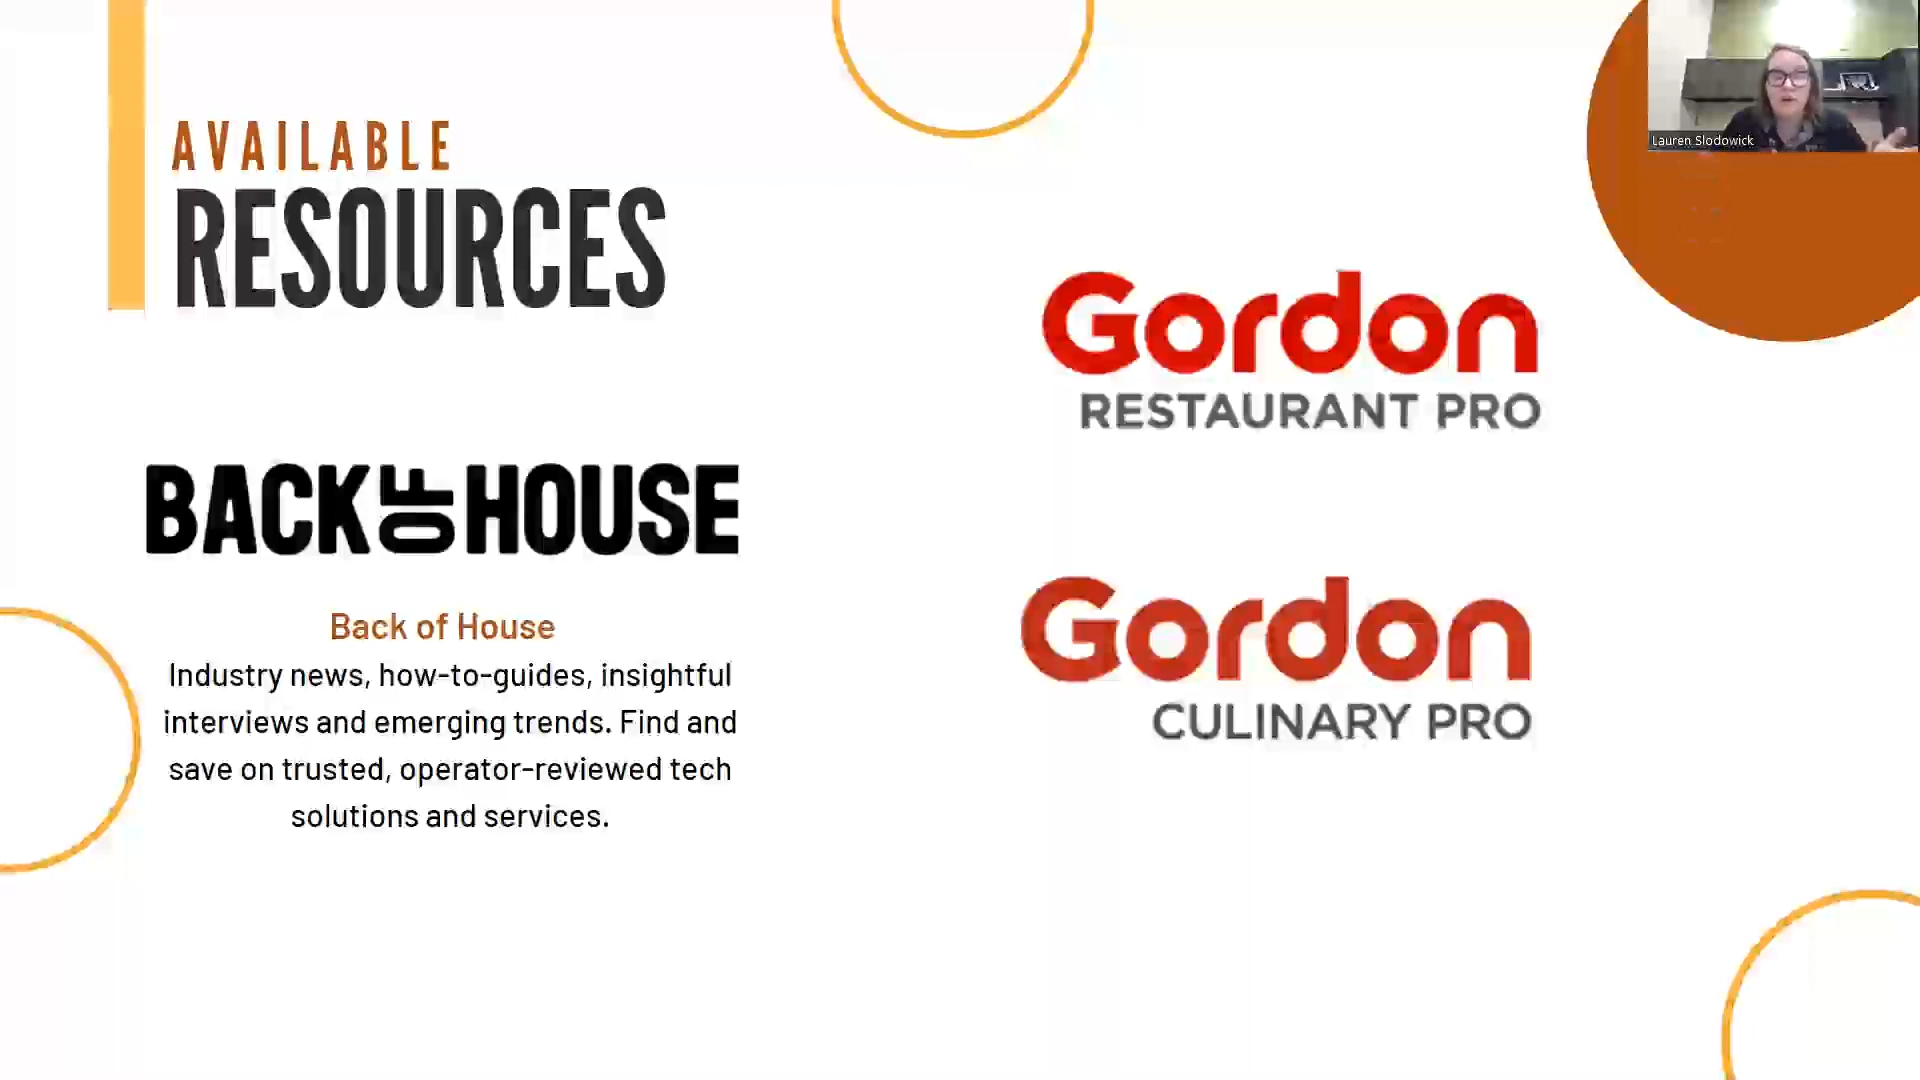 AVAILABLE
RESOURCES
BACK OF HOUSE
Back of House
Industry news, how-to-guides, insightful
interviews and emerging trends. Find and
save on trusted, operator-reviewed tech
solutions and services.
Gordon
RESTAURANT PRO
Gordon
CULINARY PRO
Lauren Slodowick